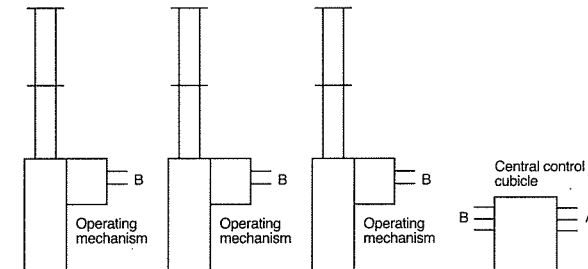 Central control
cubicle
B
B
B
B
A
Operating
mechanism
Operating
mechanism
Operating
mechanism